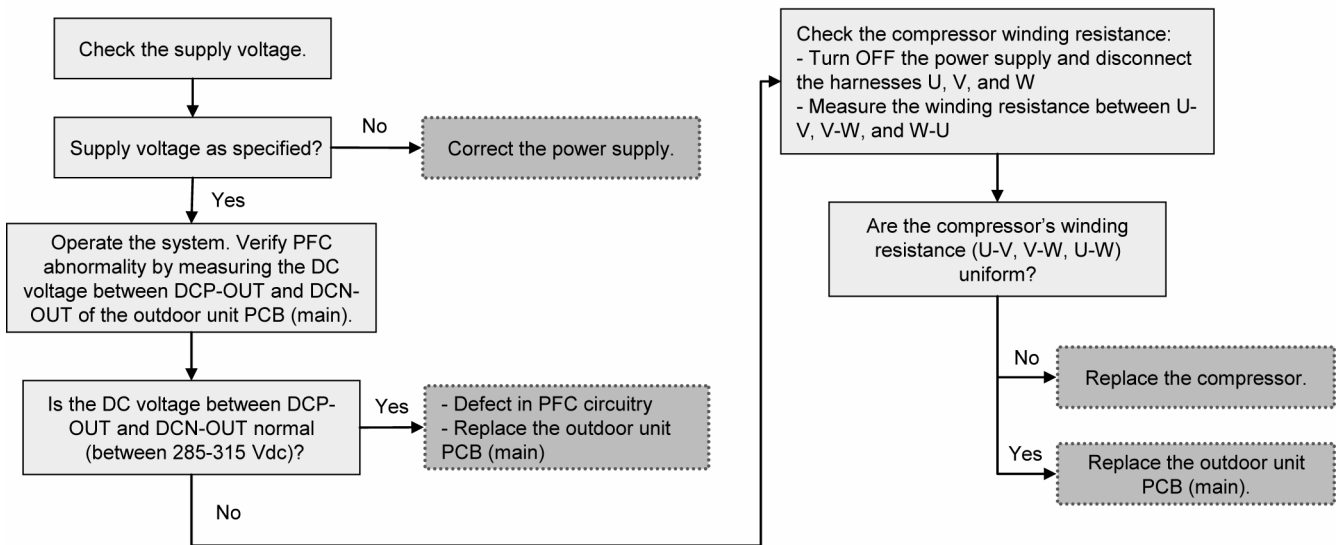 Check the supply voltage.
Supply voltage as specified?
No
Correct the power supply.
Yes
Operate the system. Verify PFC
abnormality by measuring the DC
voltage between DCP-OUT and DCN-
OUT of the outdoor unit PCB (main).
Is the DC voltage between DCP-
OUT and DCN-OUT normal
(between 285-315 Vdc)?
Yes
- Defect in PFC circuitry
- Replace the outdoor unit
PCB (main)
No
Check the compressor winding resistance:
- Turn OFF the power supply and disconnect
the harnesses U, V, and W
- Measure the winding resistance between U-
V, V-W, and W-U
Are the compressor's winding
resistance (U-V, V-W, U-W)
uniform?
No
Replace the compressor.
Yes
Replace the outdoor unit
PCB (main).